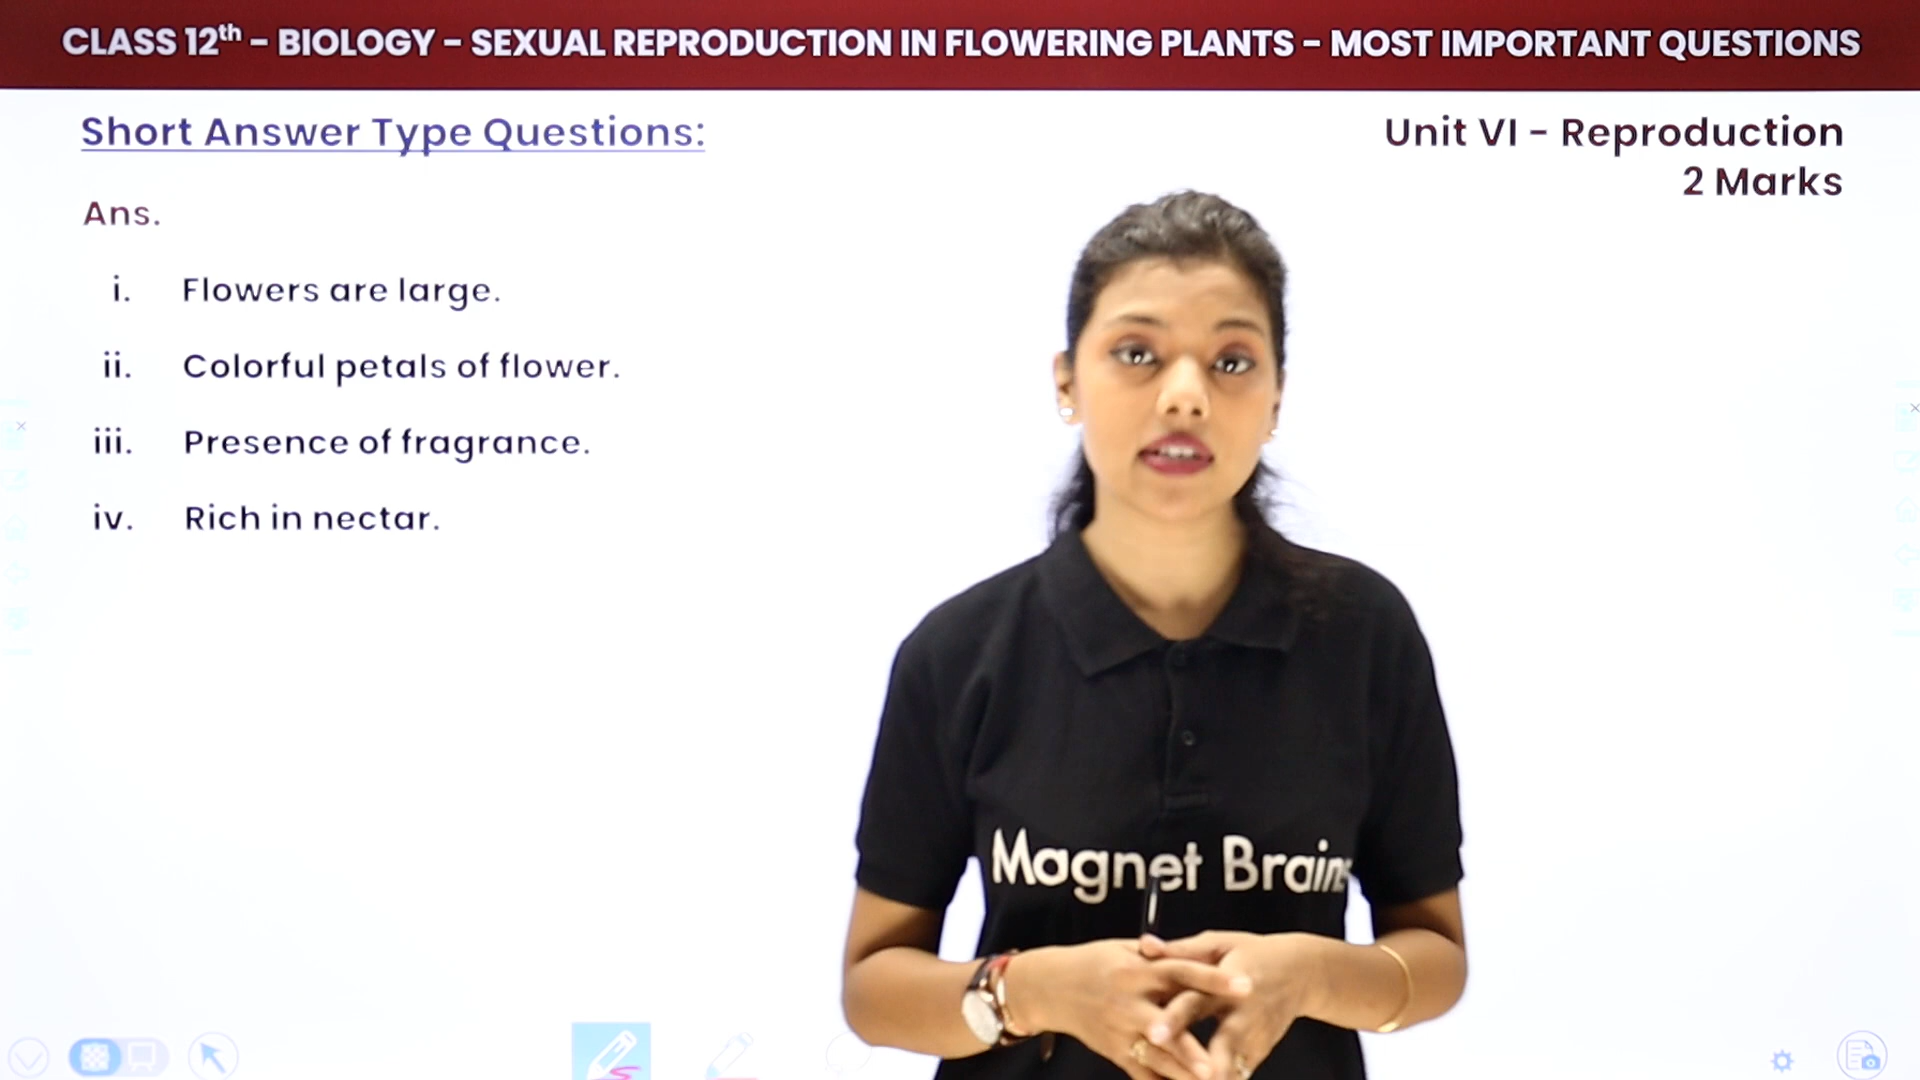 CLASS 12th – BIOLOGY – SEXUAL REPRODUCTION IN FLOWERING PLANTS – MOST IMPORTANT QUESTIONS
Short Answer Type Questions:
Unit VI – Reproduction
2 Marks
Ans.
i. Flowers are large.
ii. Colorful petals of flower.
iii. Presence of fragrance.
iv. Rich in nectar.
Magnet Brains